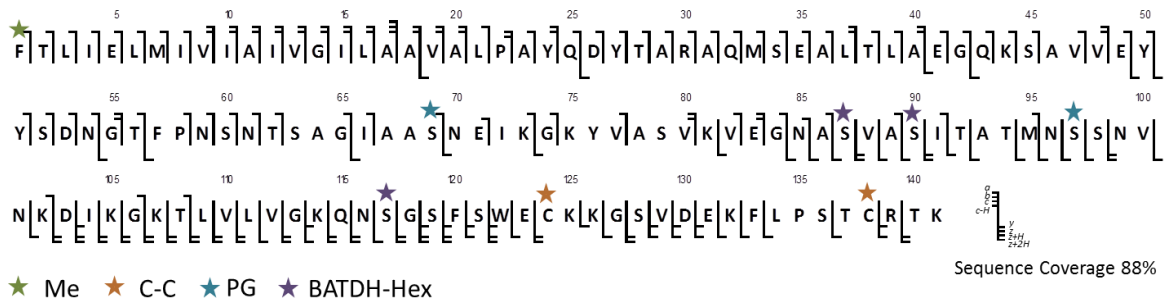 5 10 15 20 25 30 35 40 45 50
F T L I E L M I V I A I V G I L A A V A L P A Y Q D Y T A R A Q M S E A L T L A E G Q K S A V V E Y
55 60 65 70 75 80 85 90 95 100
Y S D N G T F P N S N T S A G I A A S N E I K G K Y V A S V K V E G N A S V A S I T A T M N S S N V
105 110 115 120 125 130 135 140
N K D I K G K T L V L V G K Q N S G S F S W E C K K G S V D E K F L P S T C R T K
a
b
c
c-H
y
z
z+H
z+2H
Sequence Coverage 88%
Me C-C PG BATDH-Hex